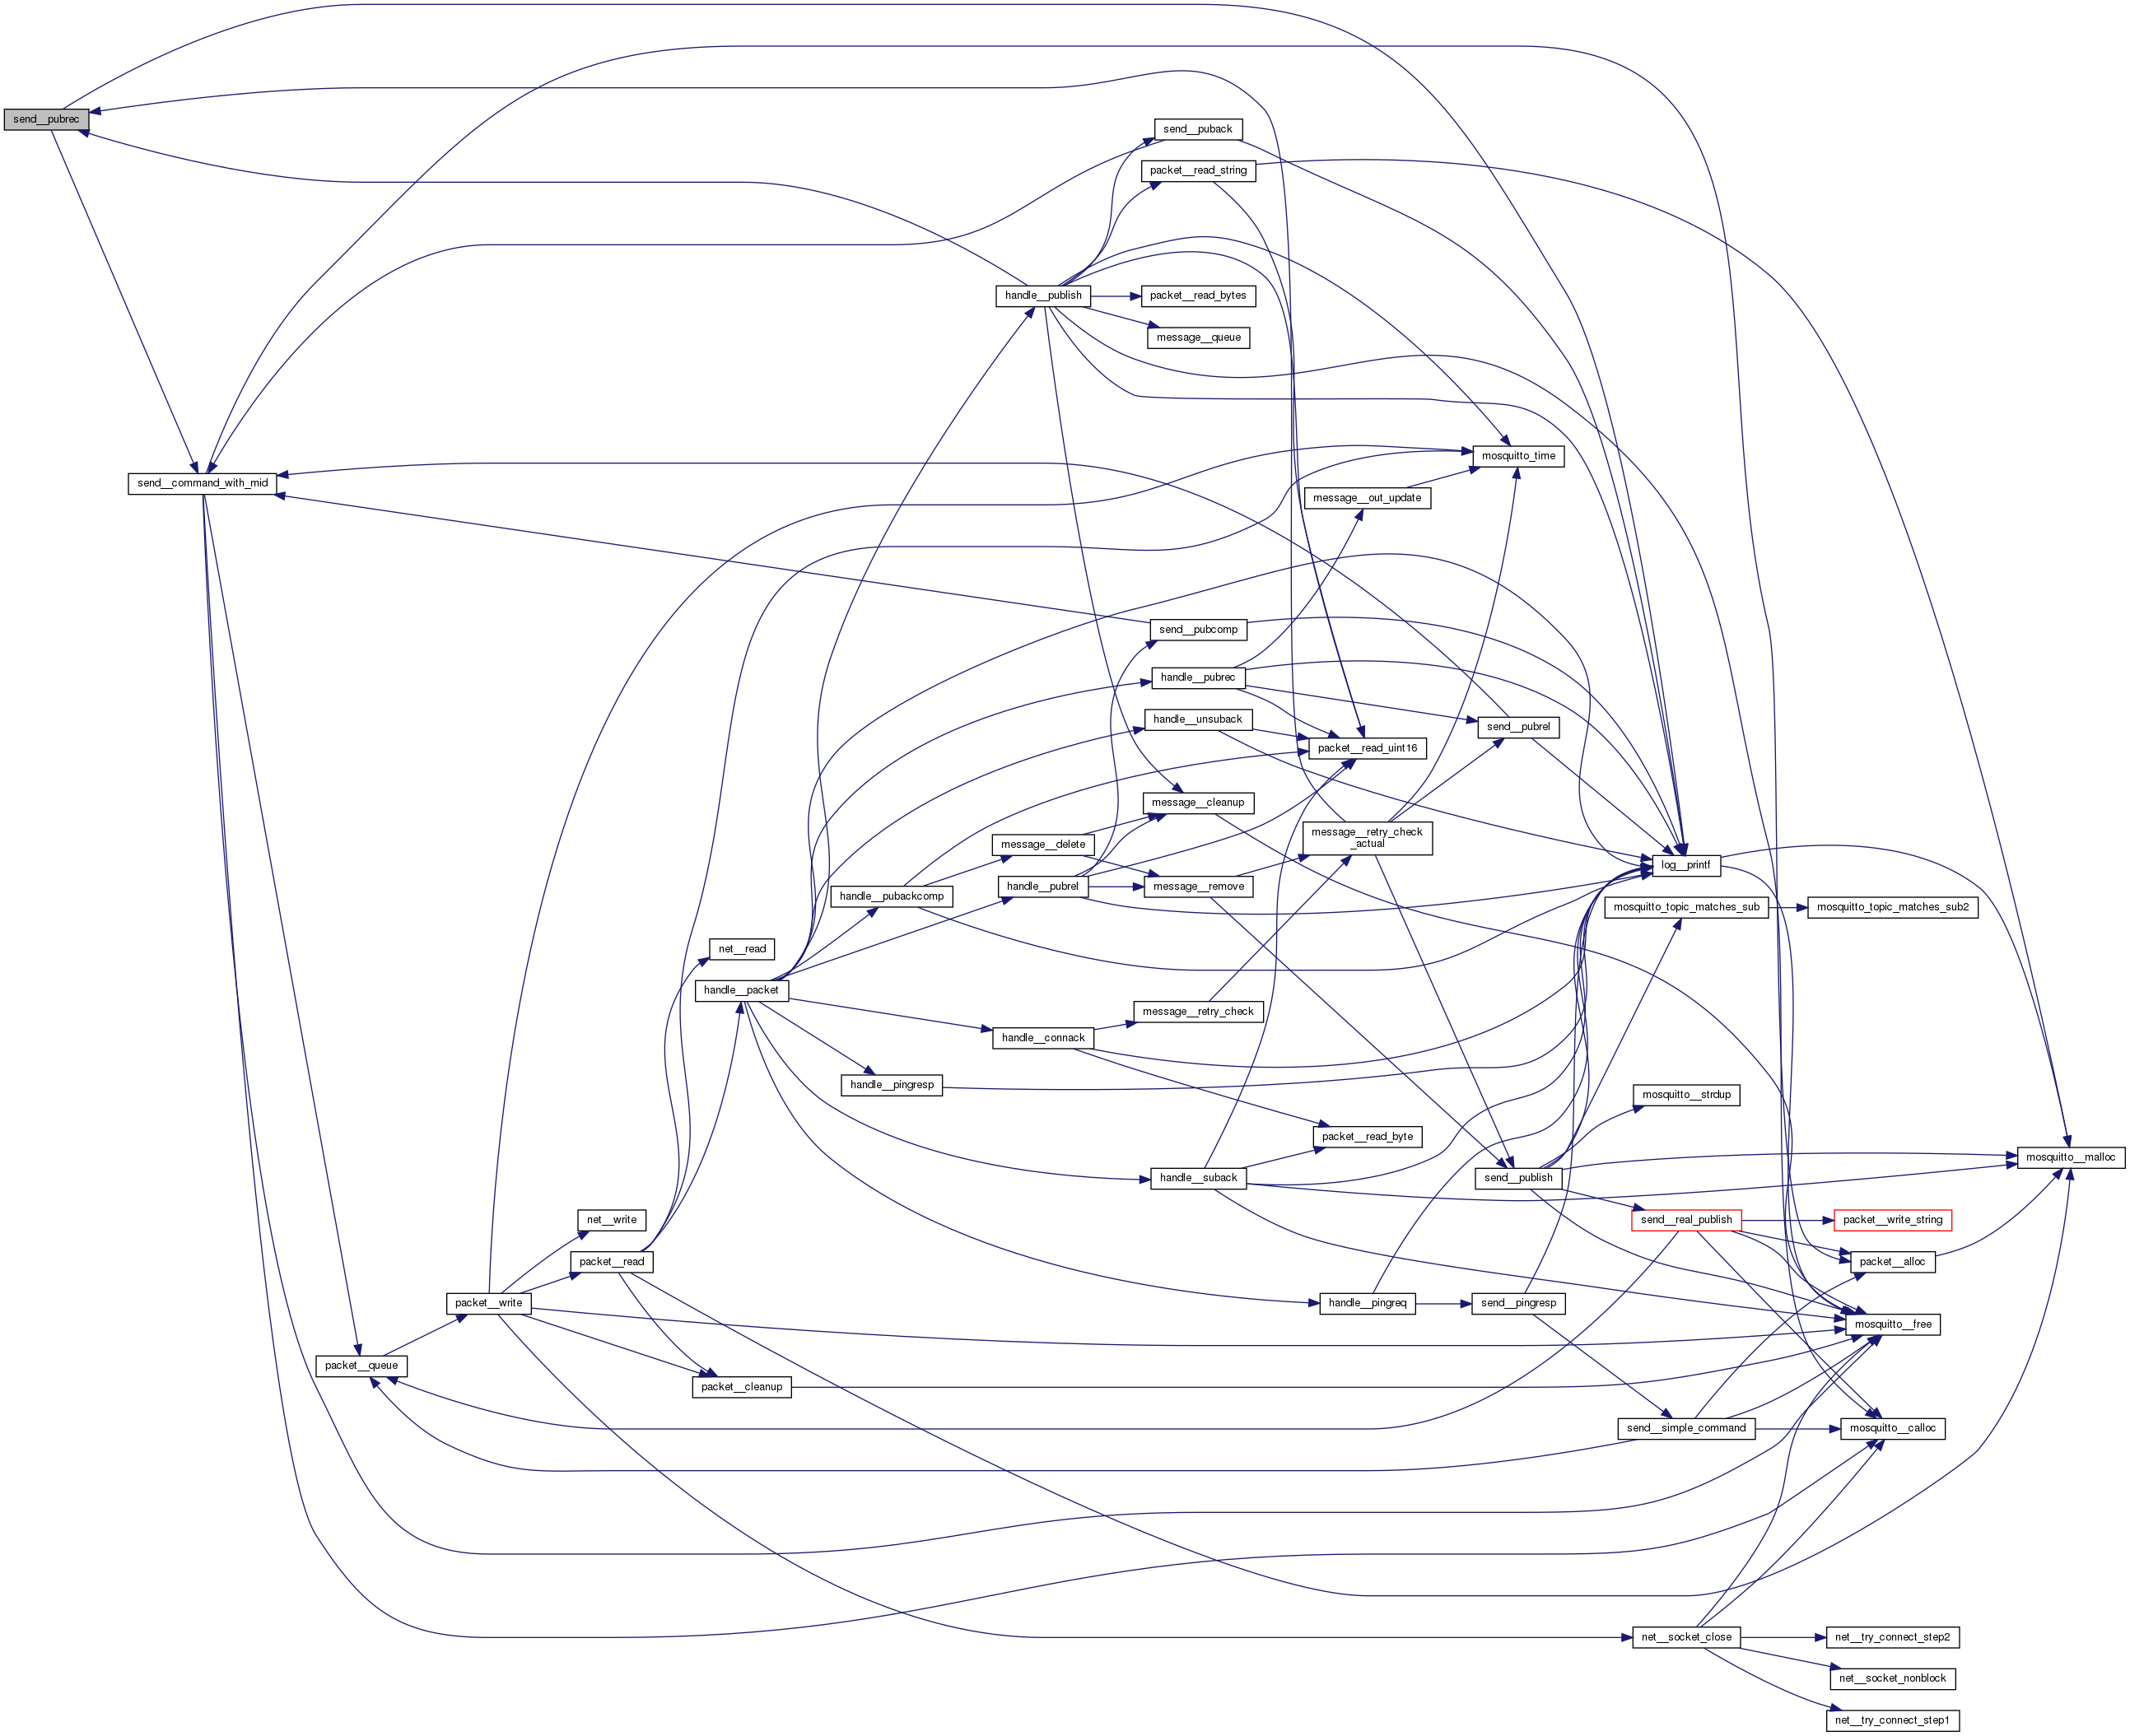 send__pubrec
send__puback
packet__read_string
handle__publish
packet__read_bytes
message__queue
mosquitto_time
send__command_with_mid
message__out_update
send__pubcomp
handle__pubrec
handle__unsuback
send__pubrel
packet__read_uint16
message__cleanup
message__retry_check
_actual
message__delete
log__printf
handle__pubackcomp
handle__pubrel
message__remove
mosquitto_topic_matches_sub
mosquitto_topic_matches_sub2
net__read
handle__packet
message__retry_check
handle__connack
handle__pingresp
mosquitto__strdup
packet__read_byte
mosquitto__malloc
handle__suback
send__publish
net__write
send__real_publish
packet__write_string
packet__read
packet__alloc
packet__write
handle__pingreq
send__pingresp
mosquitto__free
packet__queue
packet__cleanup
send__simple_command
mosquitto__calloc
net__socket_close
net__try_connect_step2
net__socket_nonblock
net__try_connect_step1